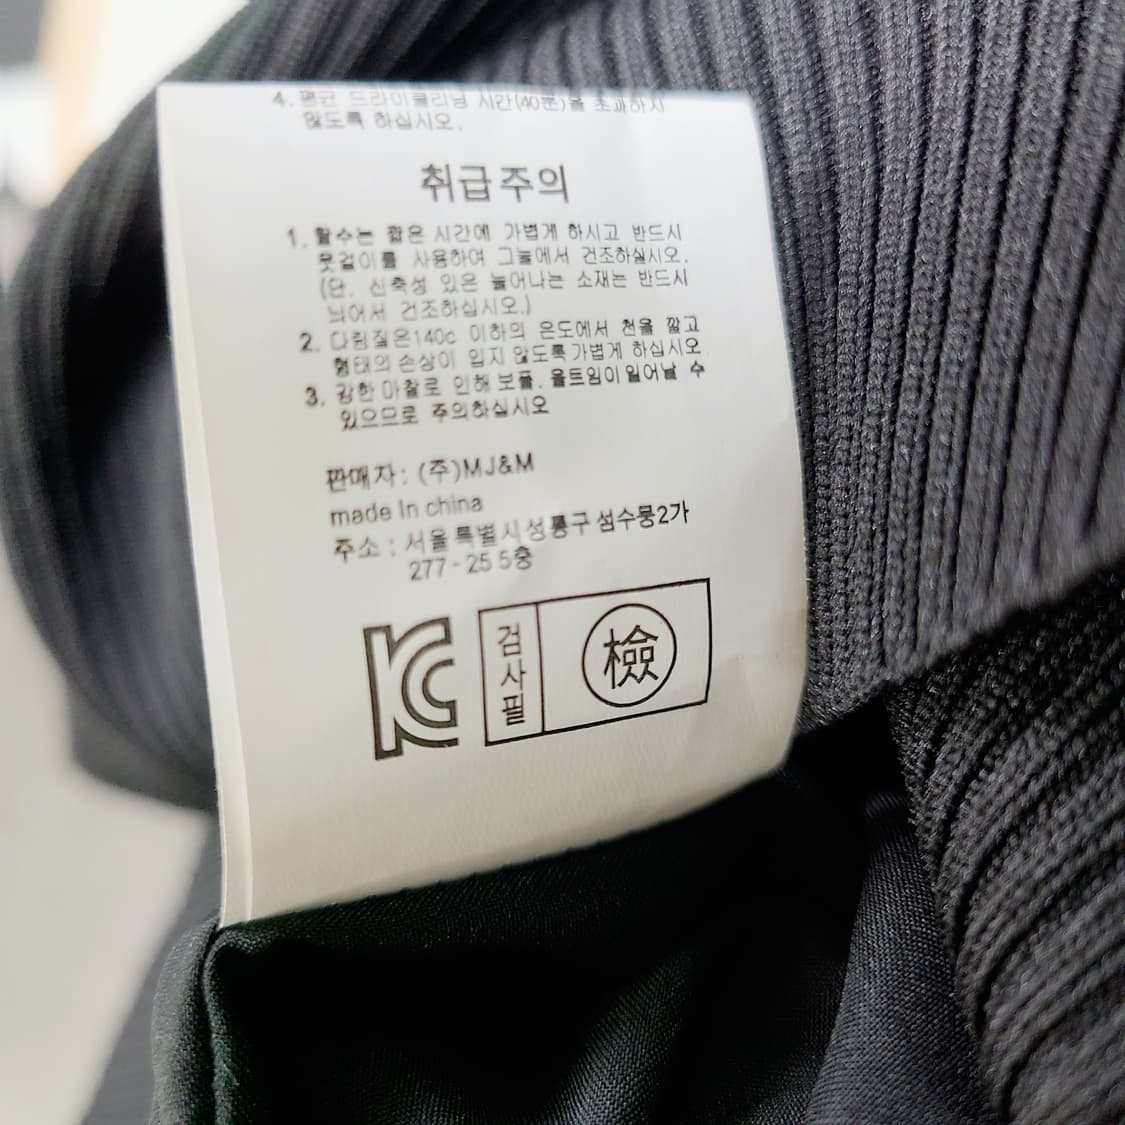 4. 평균 드라이클리닝 시간(40분)을 초과하지
않도록 하십시오.
취급주의
1. 탈수는 짧은 시간에 가볍게 하시고 반드시
옷걸이를 사용하여 그늘에서 건조하실시오.
(단, 신축성 있은 늘어나는 소재는 반드시
뉘어서 건조하십시오.)
2. 다림질은140c 이하의 온도에서 천을 깔고
형태의 손상이 입지 않도록 가볍게 하십시오
3. 강한 마찰로 인해 보풀, 올트임이 일어날 수
있으므로 주의하십시오
판매자 : (주)MJ&M
made In china
주소 : 서울특별시 성동구 성수동2가
277 - 25 5층
KC
검사필
檢